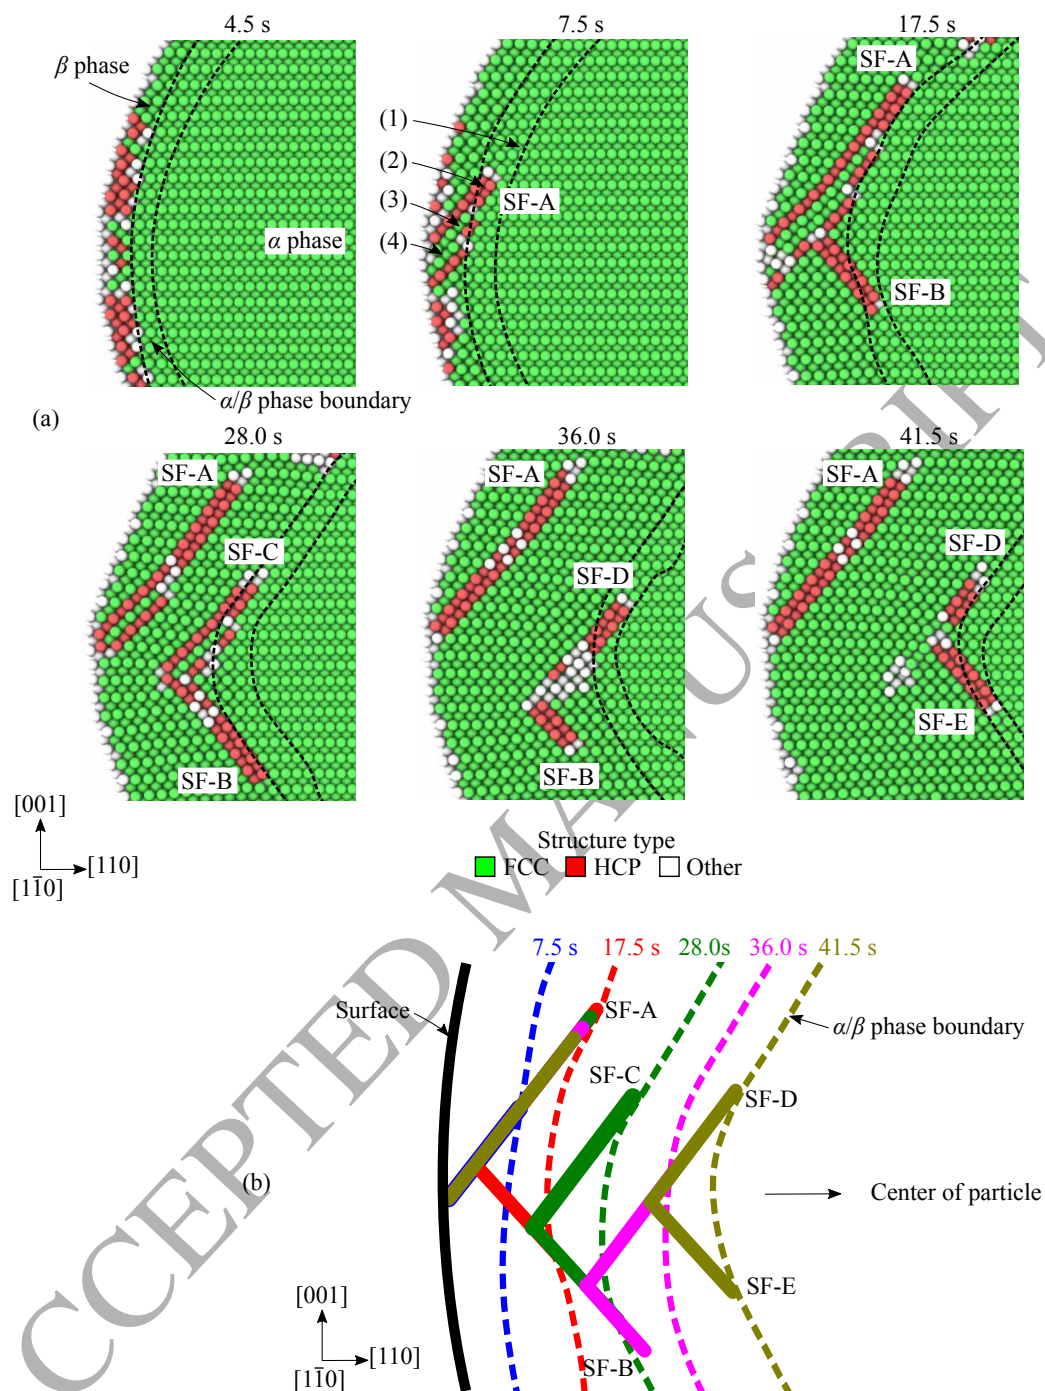 4.5 s
7.5 s
17.5 s
β phase
α phase
α/β phase boundary
(1)
(2)
(3)
(4)
SF-A
SF-A
SF-B
(a)
28.0 s
36.0 s
41.5 s
SF-A
SF-C
SF-B
SF-A
SF-D
SF-B
SF-A
SF-D
SF-E
[001]
[110]
[11̄0]
Structure type
FCC HCP Other
7.5 s 17.5 s 28.0s 36.0 s 41.5 s
Surface
SF-A
α/β phase boundary
SF-C
SF-D
(b)
Center of particle
SF-E
SF-B
[001]
[110]
[11̄0]
CCEPTED MANUSCRIPT